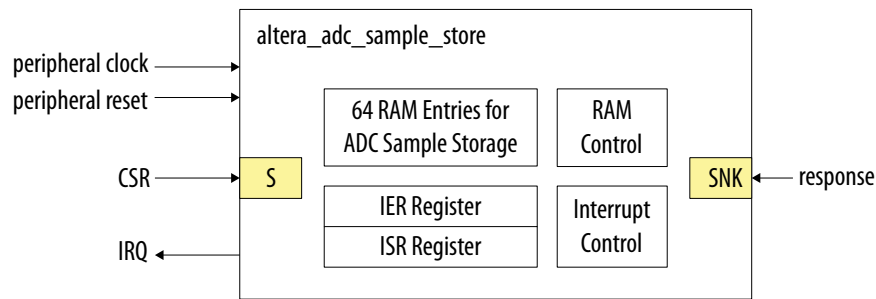 altera_adc_sample_store
peripheral clock
peripheral reset
64 RAM Entries for
ADC Sample Storage
RAM
Control
CSR
S
SNK
response
IER Register
ISR Register
Interrupt
Control
IRQ